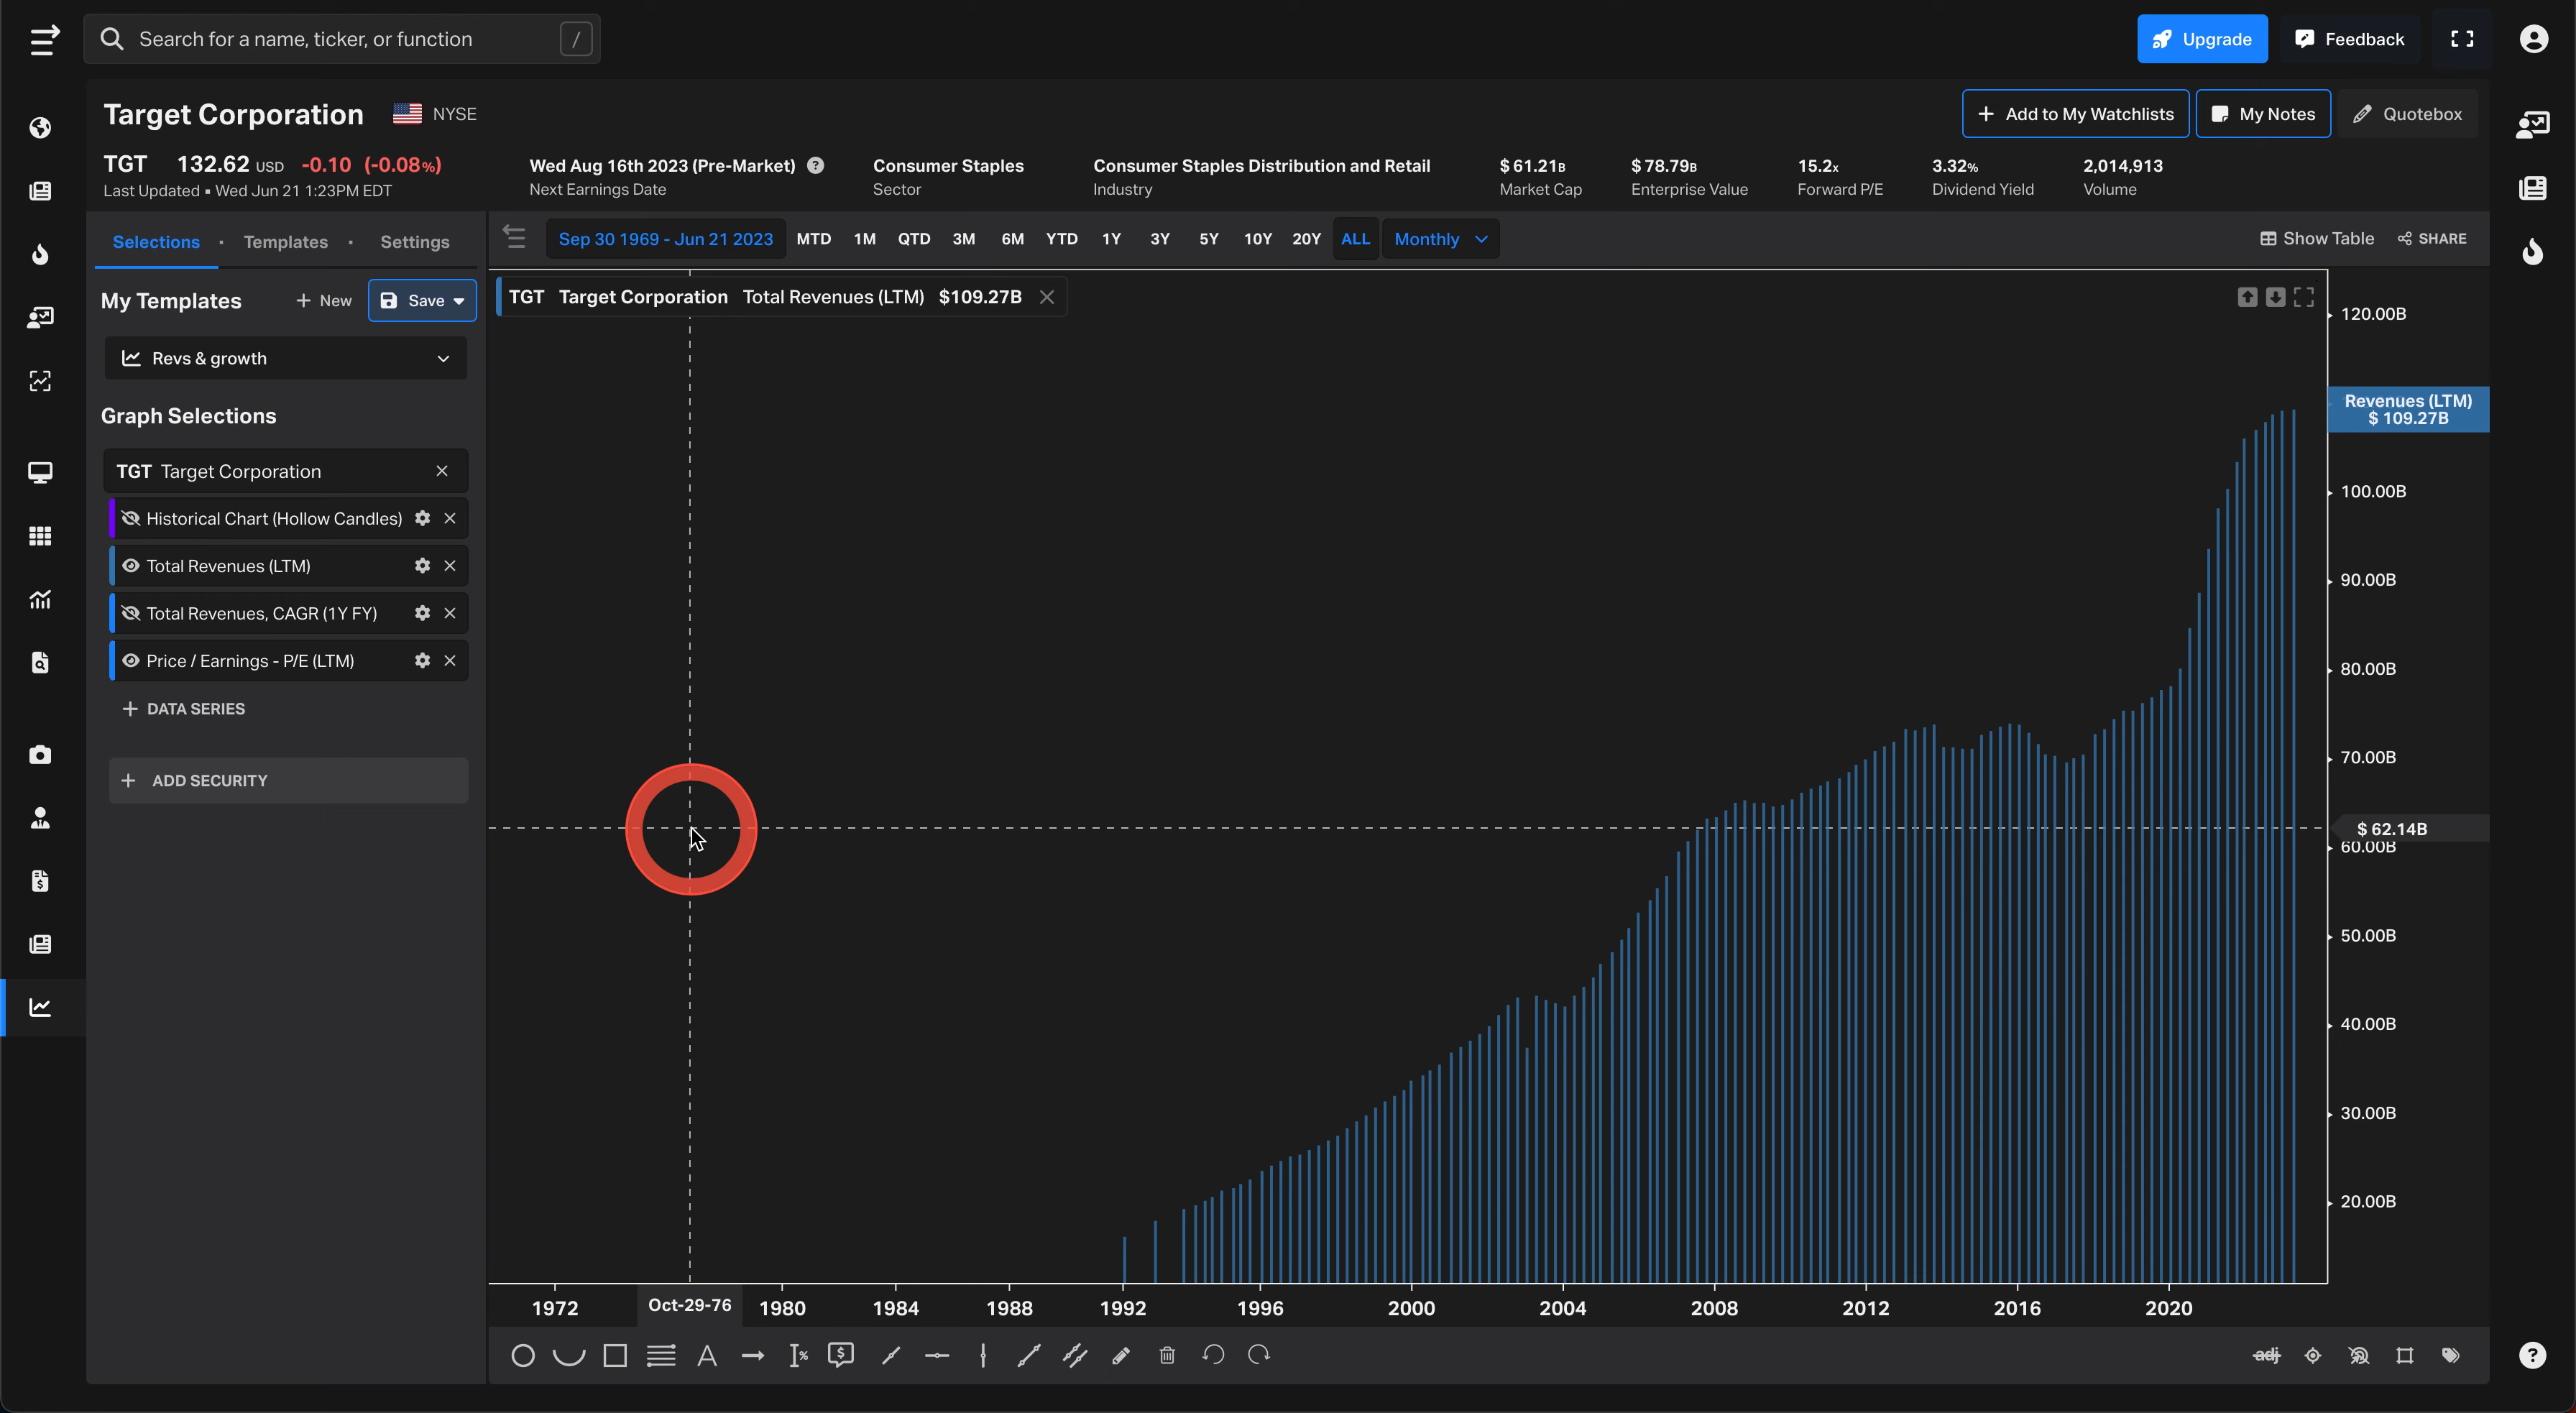 Search for a name, ticker, or function
/
Upgrade
Feedback
Target Corporation
NYSE
+ Add to My Watchlists
My Notes
Quotebox
TGT 132.62 USD -0.10 (-0.08%)
Last Updated ▪ Wed Jun 21 1:23PM EDT
Wed Aug 16th 2023 (Pre-Market) ?
Next Earnings Date
Consumer Staples
Sector
Consumer Staples Distribution and Retail
Industry
$ 61.21B
Market Cap
$ 78.79B
Enterprise Value
15.2x
Forward P/E
3.32%
Dividend Yield
2,014,913
Volume
Selections · Templates · Settings
Sep 30 1969 - Jun 21 2023 MTD 1M QTD 3M 6M YTD 1Y 3Y 5Y 10Y 20Y ALL Monthly
Show Table SHARE
My Templates + New Save
Revs & growth
Graph Selections
TGT Target Corporation
Historical Chart (Hollow Candles)
Total Revenues (LTM)
Total Revenues, CAGR (1Y FY)
Price / Earnings - P/E (LTM)
+ DATA SERIES
+ ADD SECURITY
TGT Target Corporation Total Revenues (LTM) $109.27B
120.00B
Revenues (LTM)
$ 109.27B
100.00B
90.00B
80.00B
70.00B
$ 62.14B
60.00B
50.00B
40.00B
30.00B
20.00B
1972 Oct-29-76 1980 1984 1988 1992 1996 2000 2004 2008 2012 2016 2020
A
%
$
adj
?